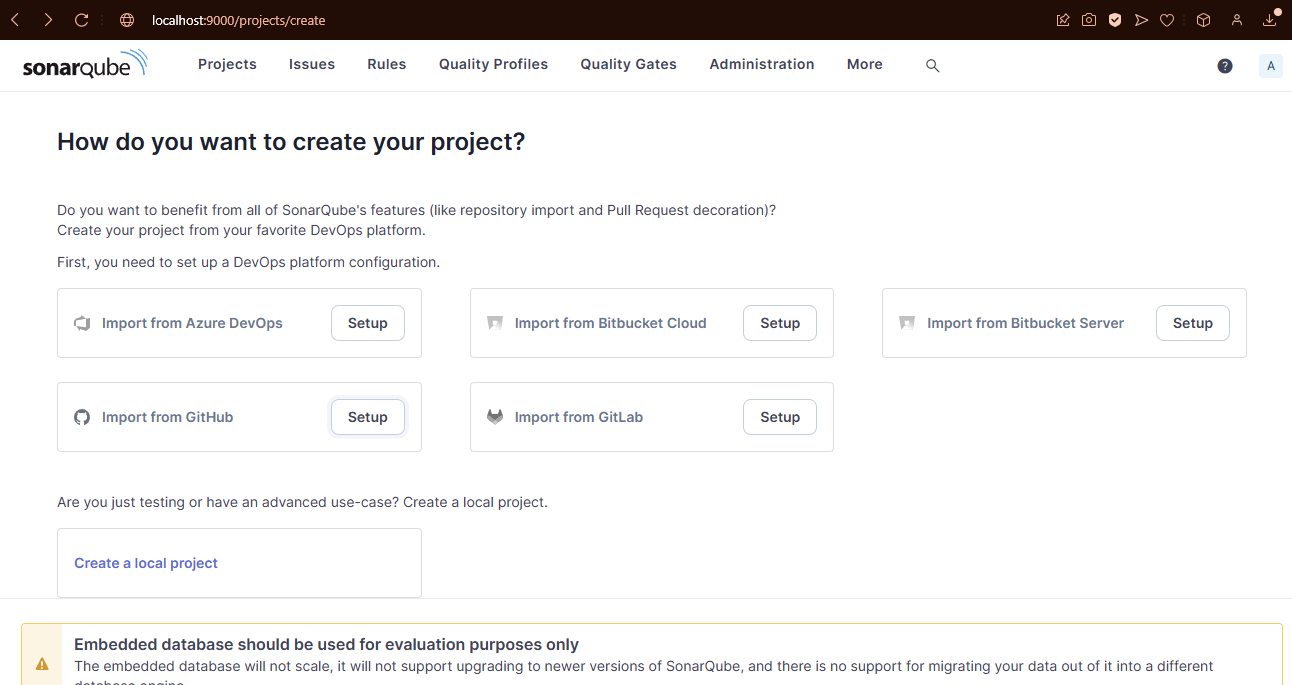 localhost:9000/projects/create
sonarqube Projects Issues Rules Quality Profiles Quality Gates Administration More ? A
How do you want to create your project?
Do you want to benefit from all of SonarQube's features (like repository import and Pull Request decoration)?
Create your project from your favorite DevOps platform.
First, you need to set up a DevOps platform configuration.
Import from Azure DevOps Setup Import from Bitbucket Cloud Setup Import from Bitbucket Server Setup
Import from GitHub Setup Import from GitLab Setup
Are you just testing or have an advanced use-case? Create a local project.
Create a local project
Embedded database should be used for evaluation purposes only
The embedded database will not scale, it will not support upgrading to newer versions of SonarQube, and there is no support for migrating your data out of it into a different
database engine.